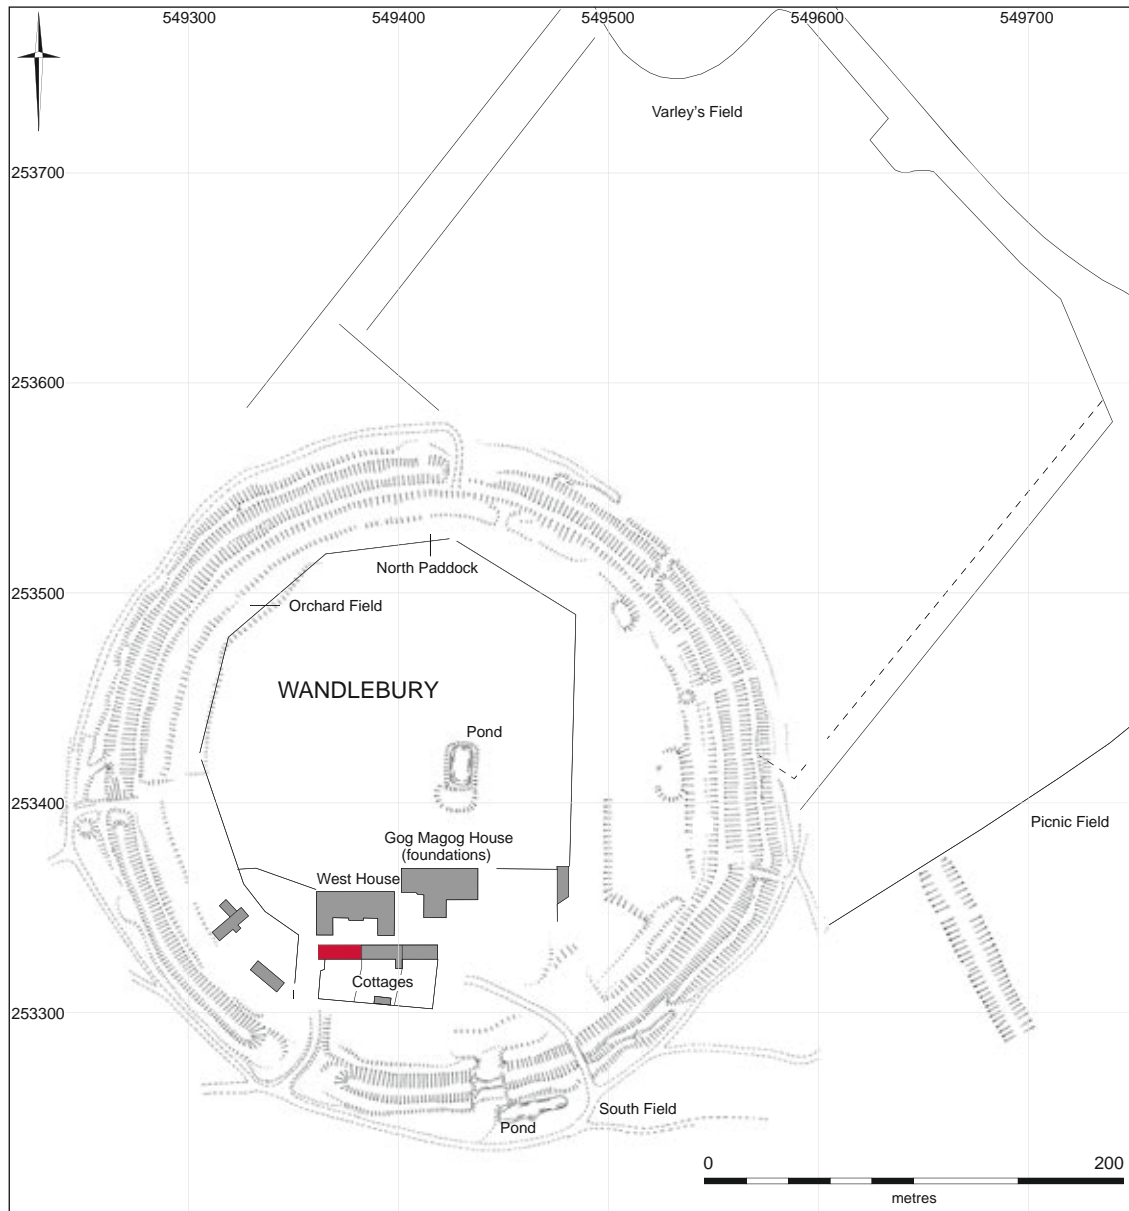 549300 549400 549500 549600 549700
Varley's Field
253700
253600
North Paddock
253500
Orchard Field
WANDLEBURY
Pond
253400
Picnic Field
Gog Magog House
(foundations)
West House
Cottages
253300
South Field
Pond
0 200
metres